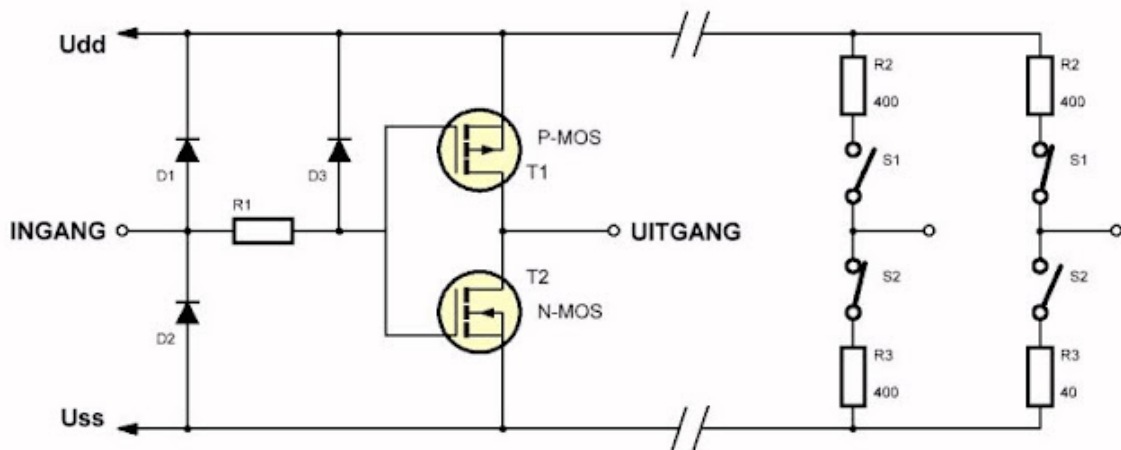 Udd
D1
D3
R1
INGANG
D2
P-MOS
T1
UITGANG
T2
N-MOS
Uss
R2
400
S1
S2
R3
400
R2
400
S1
S2
R3
40